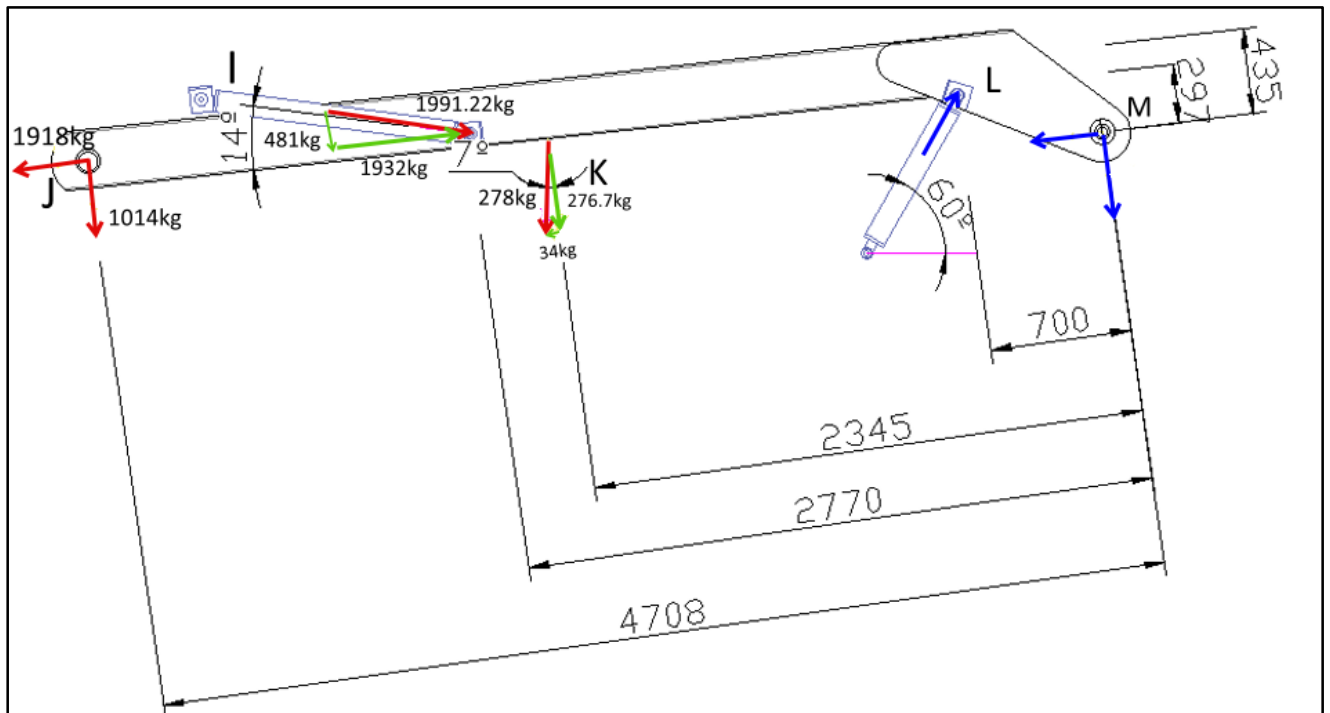 I
1991.22kg
L
M
435
297
1918kg
14º
481kg
7º
1932kg
K
J
278kg
276.7kg
60º
1014kg
34kg
700
2345
2770
4708